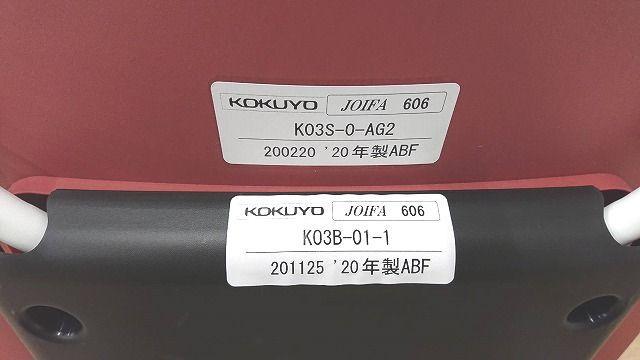 KOKUYO JOIFA 606
K03S-0-AG2
200220 '20年製ABF
KOKUYO JOIFA 606
K03B-01-1
201125 '20年製ABF